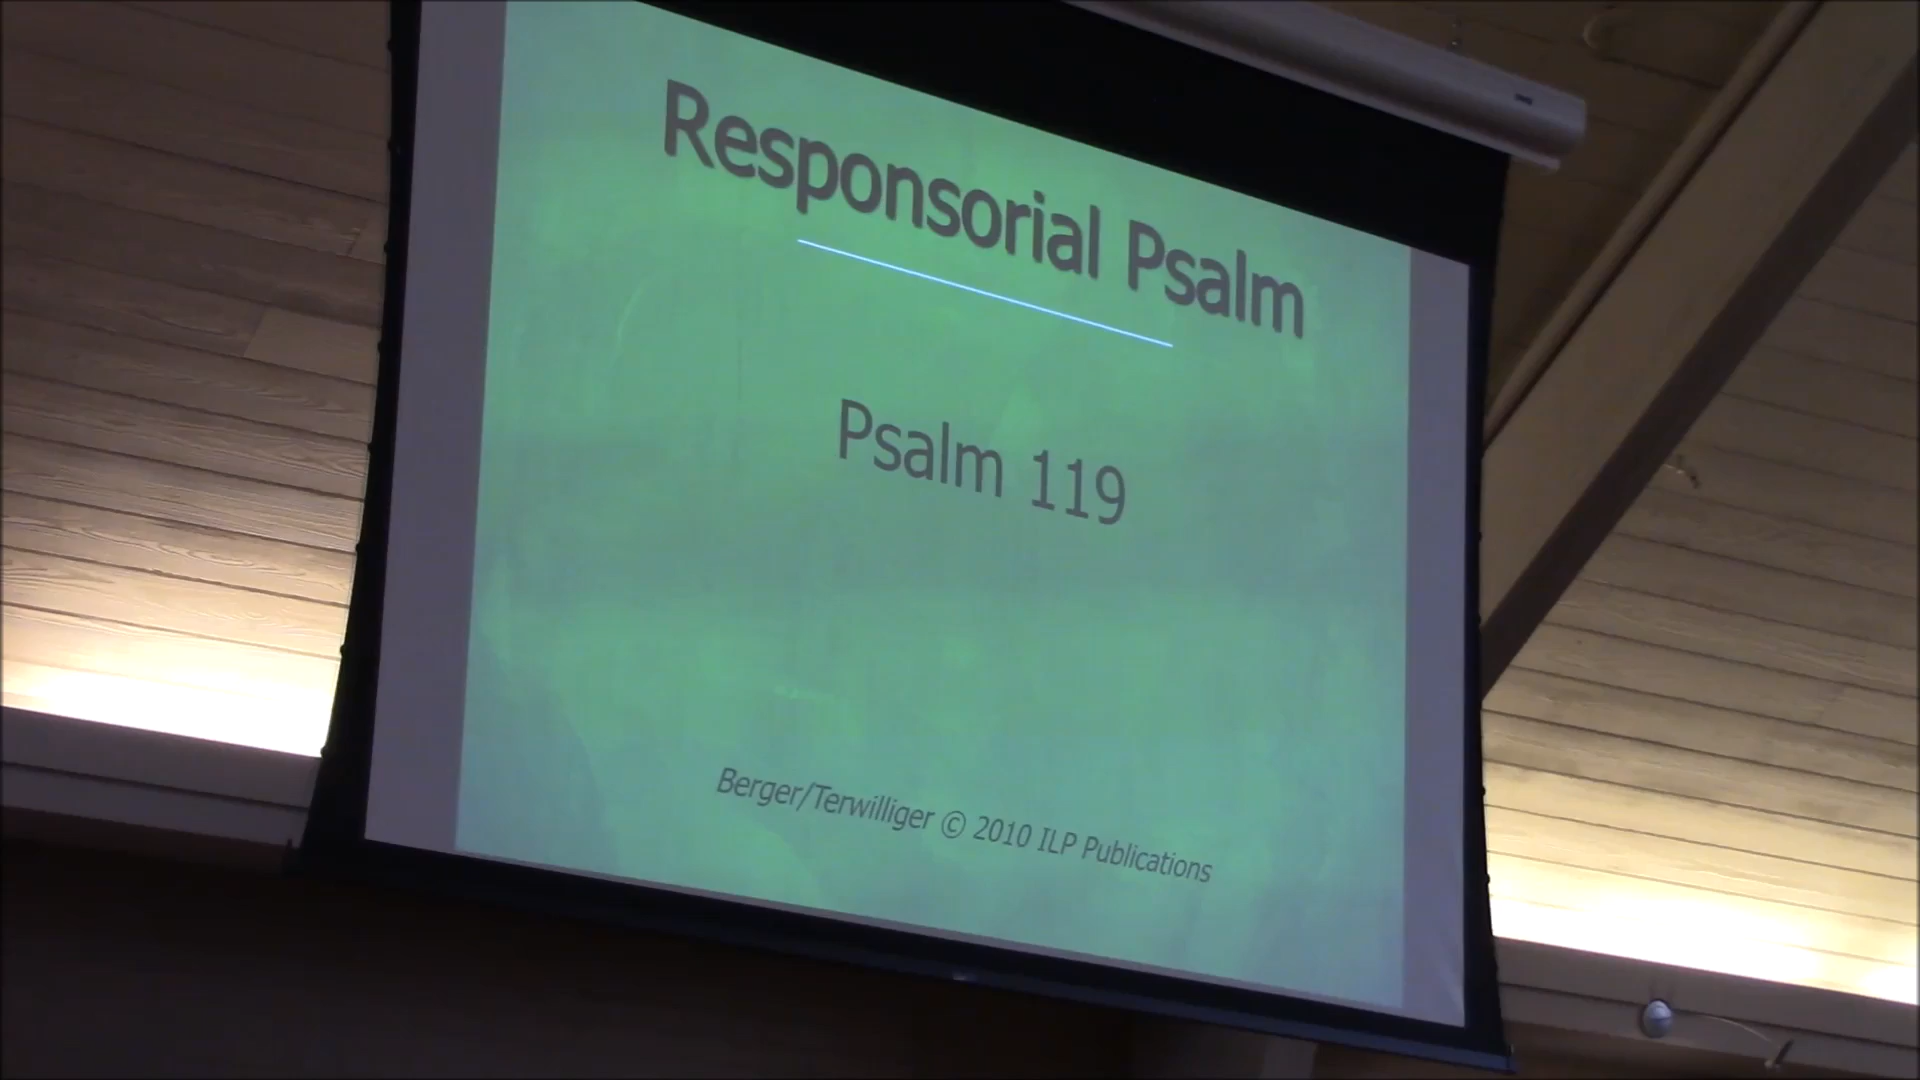 Responsorial Psalm
Psalm 119
Berger/Terwilliger © 2010 ILP Publications